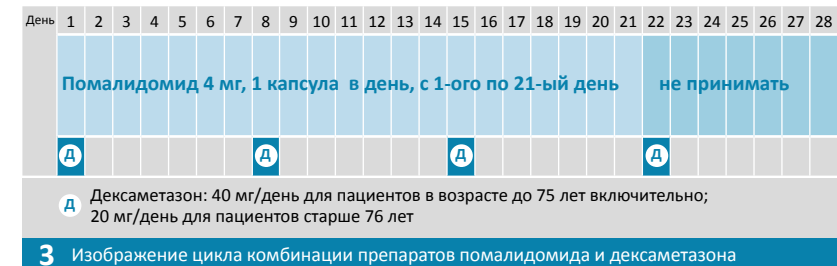 День 1 2 3 4 5 6 7 8 9 10 11 12 13 14 15 16 17 18 19 20 21 22 23 24 25 26 27 28
Помалидомид 4 мг, 1 капсула в день, с 1-ого по 21-ый день не принимать
Д Д Д Д
Д Дексаметазон: 40 мг/день для пациентов в возрасте до 75 лет включительно;
20 мг/день для пациентов старше 76 лет
3 Изображение цикла комбинации препаратов помалидомида и дексаметазона